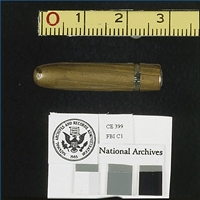 0 1 2 3
CE 399
FBI C1
National Archives